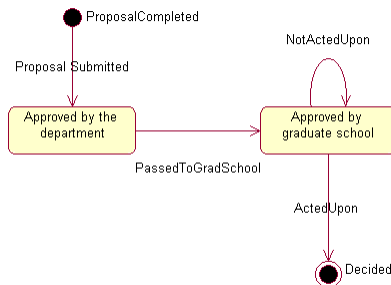 ProposalCompleted
NotActedUpon
Proposal Submitted
Approved by the
department
Approved by
graduate school
PassedToGradSchool
ActedUpon
Decided